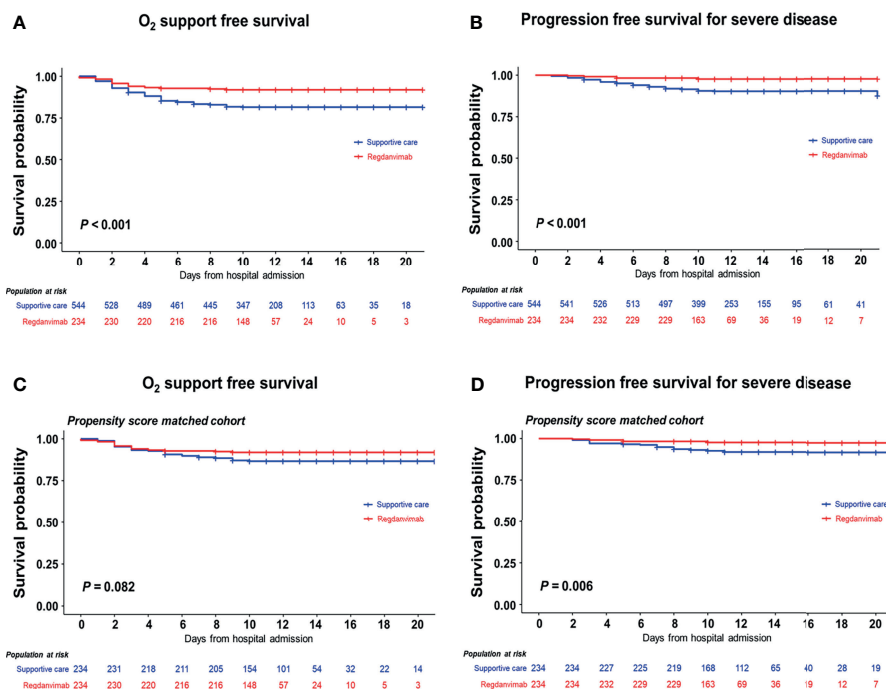 A
O2 support free survival
Survival probability
1.00
0.75
0.50
0.25
0.00
Supportive care
Regdanvimab
P < 0.001
0 2 4 6 8 10 12 14 16 18 20
Days from hospital admission
Population at risk
Supportive care 544 528 489 461 445 347 208 113 63 35 18
Regdanvimab 234 230 220 216 216 148 57 24 10 5 3
B
Progression free survival for severe disease
Survival probability
1.00
0.75
0.50
0.25
0.00
Supportive care
Regdanvimab
P < 0.001
0 2 4 6 8 10 12 14 16 18 20
Days from hospital admission
Population at risk
Supportive care 544 541 526 513 497 399 253 155 95 61 41
Regdanvimab 234 234 232 229 229 163 69 36 19 12 7
C
O2 support free survival
Propensity score matched cohort
Survival probability
1.00
0.75
0.50
0.25
0.00
Supportive care
Regdanvimab
P = 0.082
0 2 4 6 8 10 12 14 16 18 20
Days from hospital admission
Population at risk
Supportive care 234 231 218 211 205 154 101 54 32 22 14
Regdanvimab 234 230 220 216 216 148 57 24 10 5 3
D
Progression free survival for severe disease
Propensity score matched cohort
Survival probability
1.00
0.75
0.50
0.25
0.00
Supportive care
Regdanvimab
P = 0.006
0 2 4 6 8 10 12 14 16 18 20
Days from hospital admission
Population at risk
Supportive care 234 234 227 225 219 168 112 65 40 28 19
Regdanvimab 234 234 232 229 229 163 69 36 19 12 7